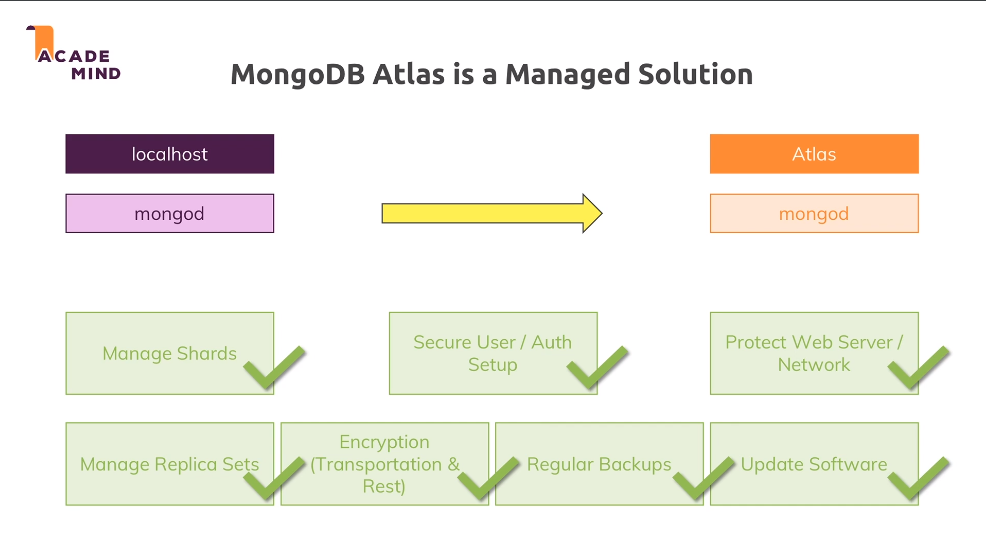 ACADE
MIND
MongoDB Atlas is a Managed Solution
localhost
Atlas
mongod
mongod
Manage Shards
Secure User / Auth
Setup
Protect Web Server /
Network
Manage Replica Sets
Encryption
(Transportation &
Rest)
Regular Backups
Update Software